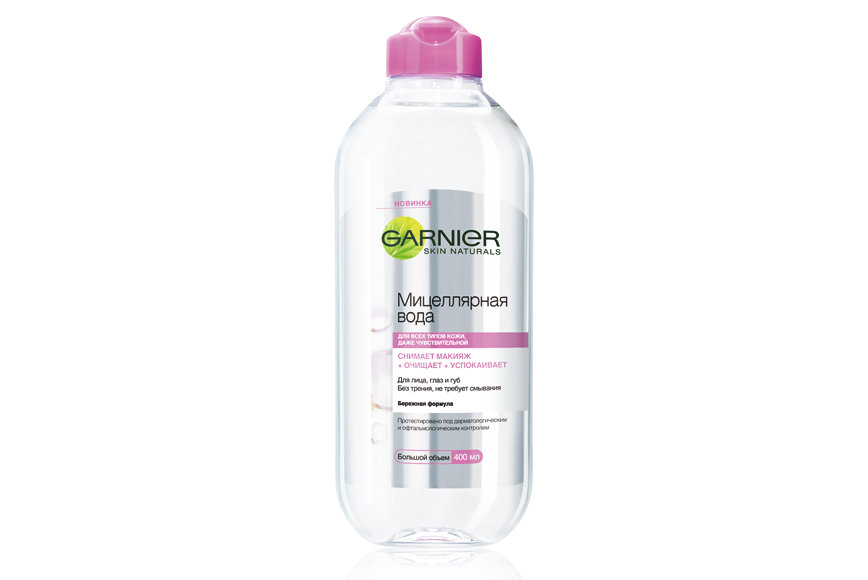 НОВИНКА
GARNIER
SKIN NATURALS
Мицеллярная
вода
ДЛЯ ВСЕХ ТИПОВ КОЖИ,
ДАЖЕ ЧУВСТВИТЕЛЬНОЙ
СНИМАЕТ МАКИЯЖ
+ ОЧИЩАЕТ + УСПОКАИВАЕТ
Для лица, глаз и губ
Без трения, не требует смывания
Бережная формула
Протестировано под дерматологическим
и офтальмологическим контролем
Большой объем 400 мл